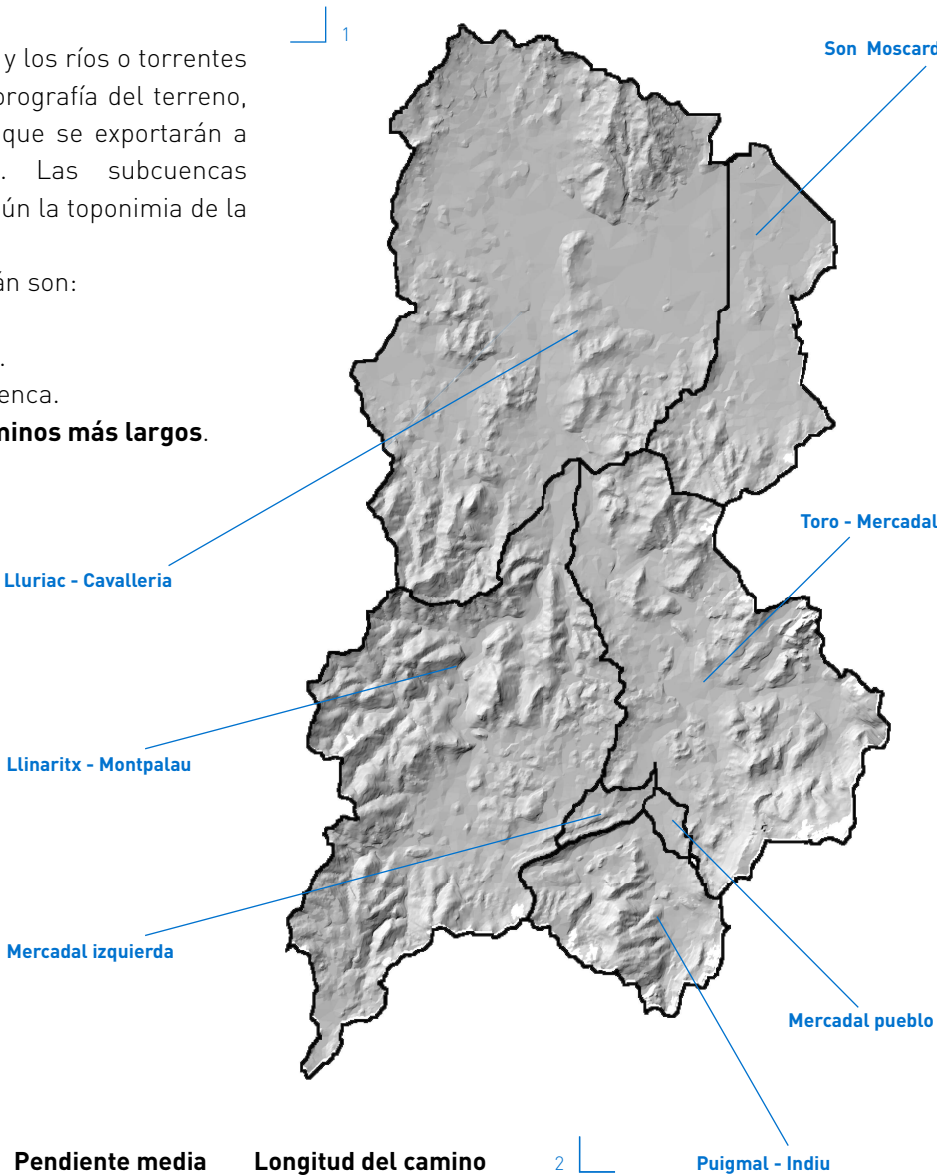 1
y los ríos o torrentes
orografía del terreno,
que se exportarán a
. Las subcuencas
ún la toponimia de la
án son:
.
enca.
minos más largos.
Son Moscard
Toro - Mercadal
Lluriac - Cavalleria
Llinaritx - Montpalau
Mercadal izquierda
Mercadal pueblo
Puigmal - Indiu
Pendiente media Longitud del camino
2